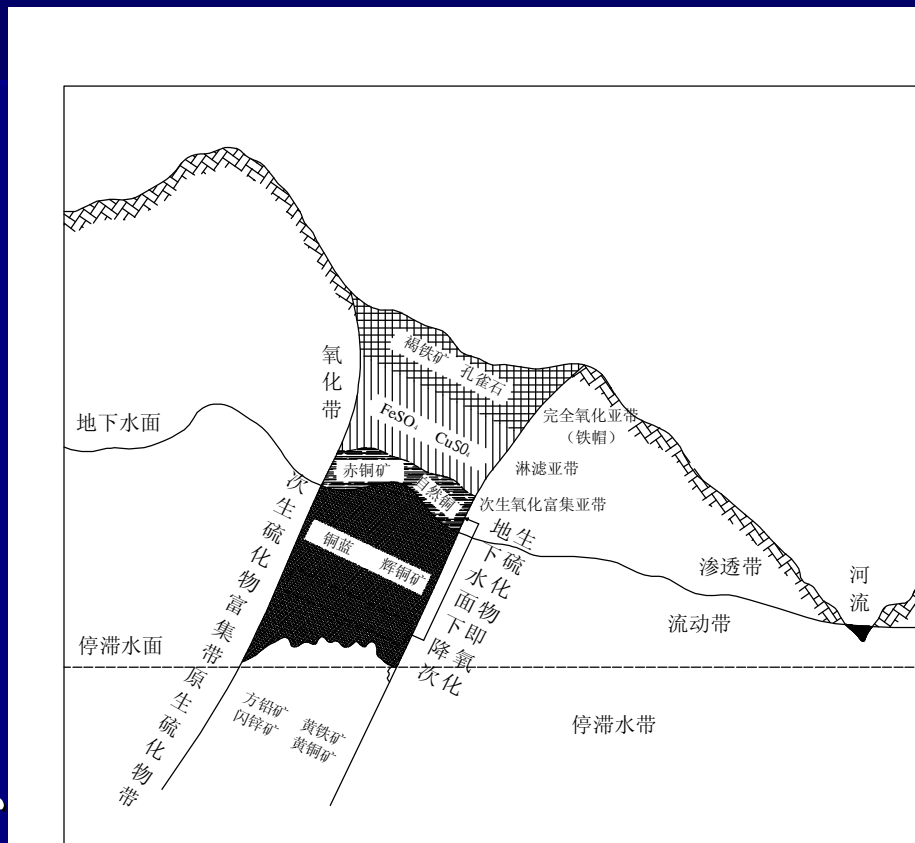 氧化带
褐铁矿
孔雀石
地下水面
FeSO₄
CuS0₄
完全氧化亚带
（铁帽）
赤铜矿
自然铜
淋滤亚带
次生氧化富集亚带
次生硫化物富集带原生硫化物带
铜蓝
辉铜矿
地下水面下降次
生硫化物即氧化
渗透带
河流
流动带
停滞水面
方铅矿
闪锌矿
黄铁矿
黄铜矿
停滞水带